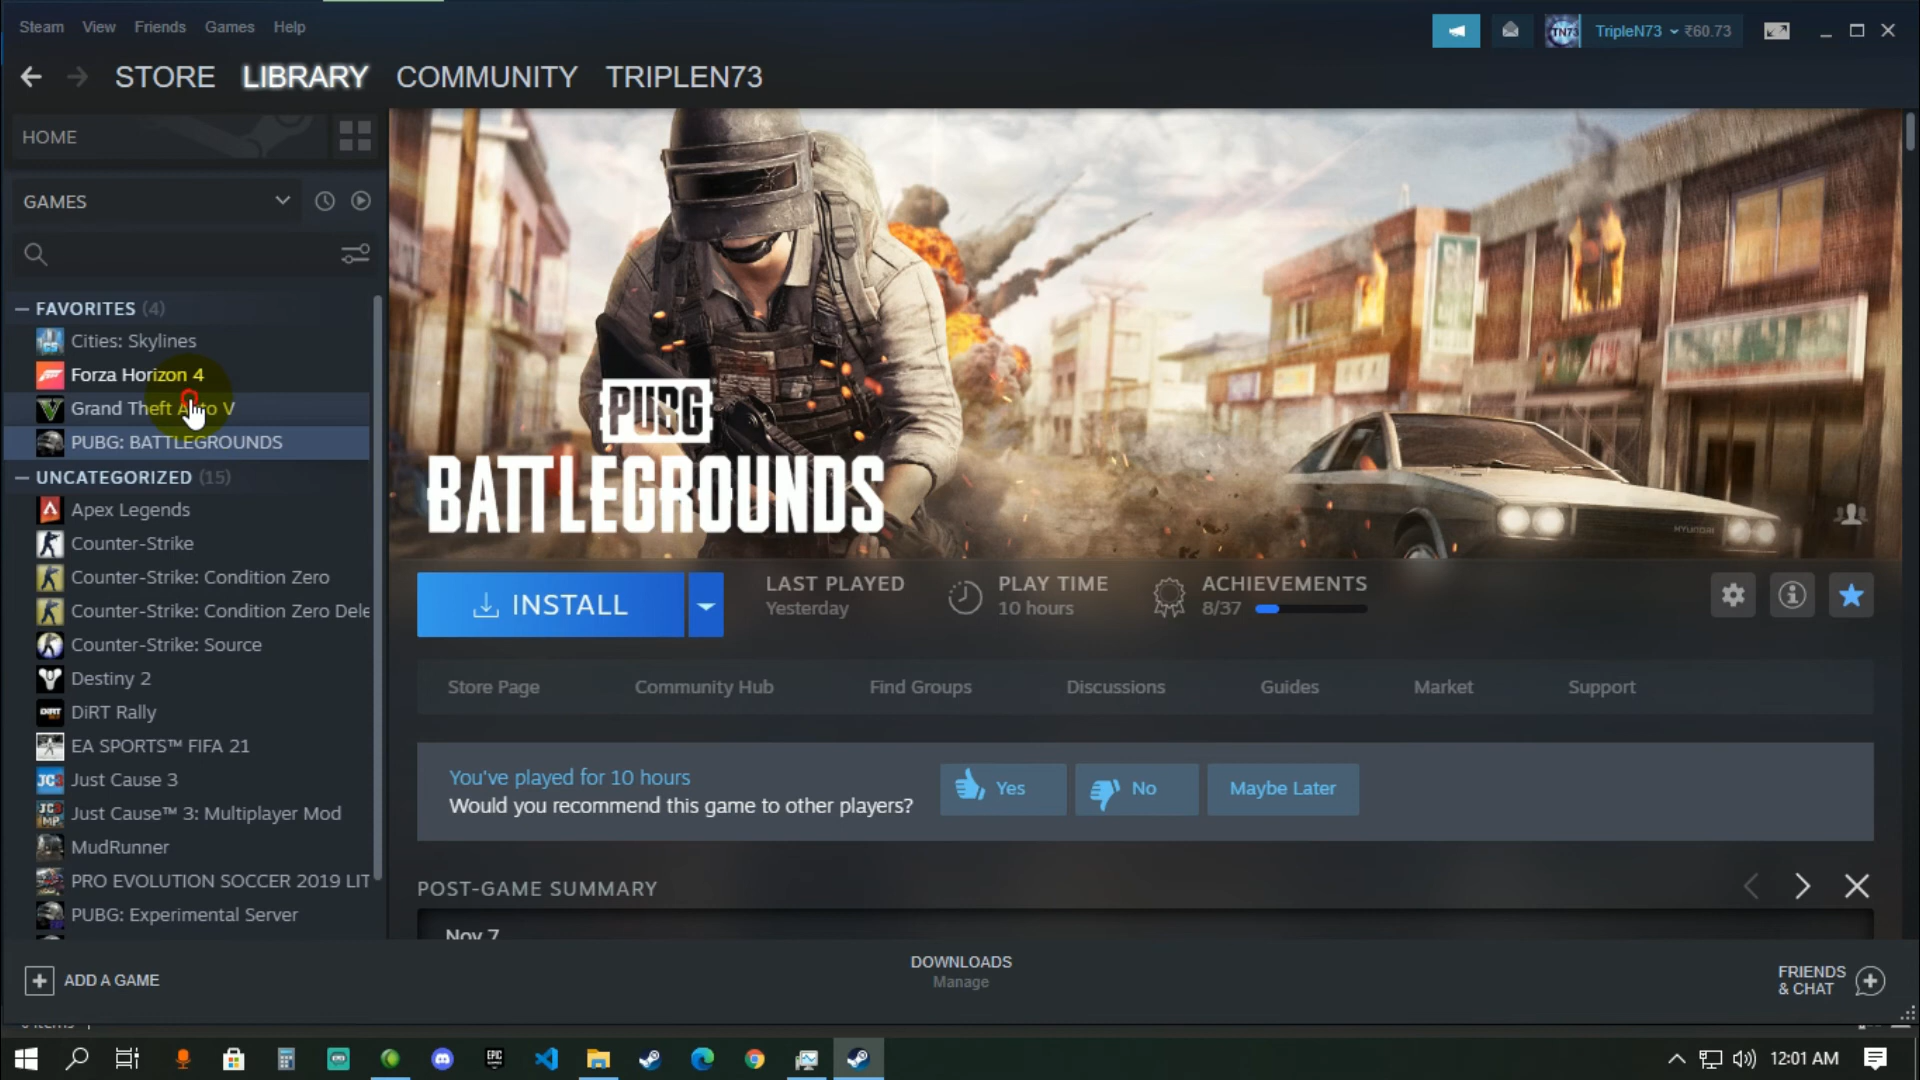 Steam View Friends Games Help
TN73 TripleN73 ₹60.73
STORE LIBRARY COMMUNITY TRIPLEN73
HOME
GAMES
— FAVORITES (4)
Cities: Skylines
Forza Horizon 4
Grand Theft Auto V
PUBG: BATTLEGROUNDS
— UNCATEGORIZED (15)
Apex Legends
Counter-Strike
Counter-Strike: Condition Zero
Counter-Strike: Condition Zero Dele
Counter-Strike: Source
Destiny 2
DiRT Rally
EA SPORTS™ FIFA 21
Just Cause 3
Just Cause™ 3: Multiplayer Mod
MudRunner
PRO EVOLUTION SOCCER 2019 LIT
PUBG: Experimental Server
PUBG
BATTLEGROUNDS
HYUNDAI
INSTALL
LAST PLAYED
Yesterday
PLAY TIME
10 hours
ACHIEVEMENTS
8/37
Store Page Community Hub Find Groups Discussions Guides Market Support
You've played for 10 hours
Would you recommend this game to other players?
Yes No Maybe Later
POST-GAME SUMMARY
Nov 7
ADD A GAME
DOWNLOADS
Manage
FRIENDS
& CHAT
EPIC
12:01 AM